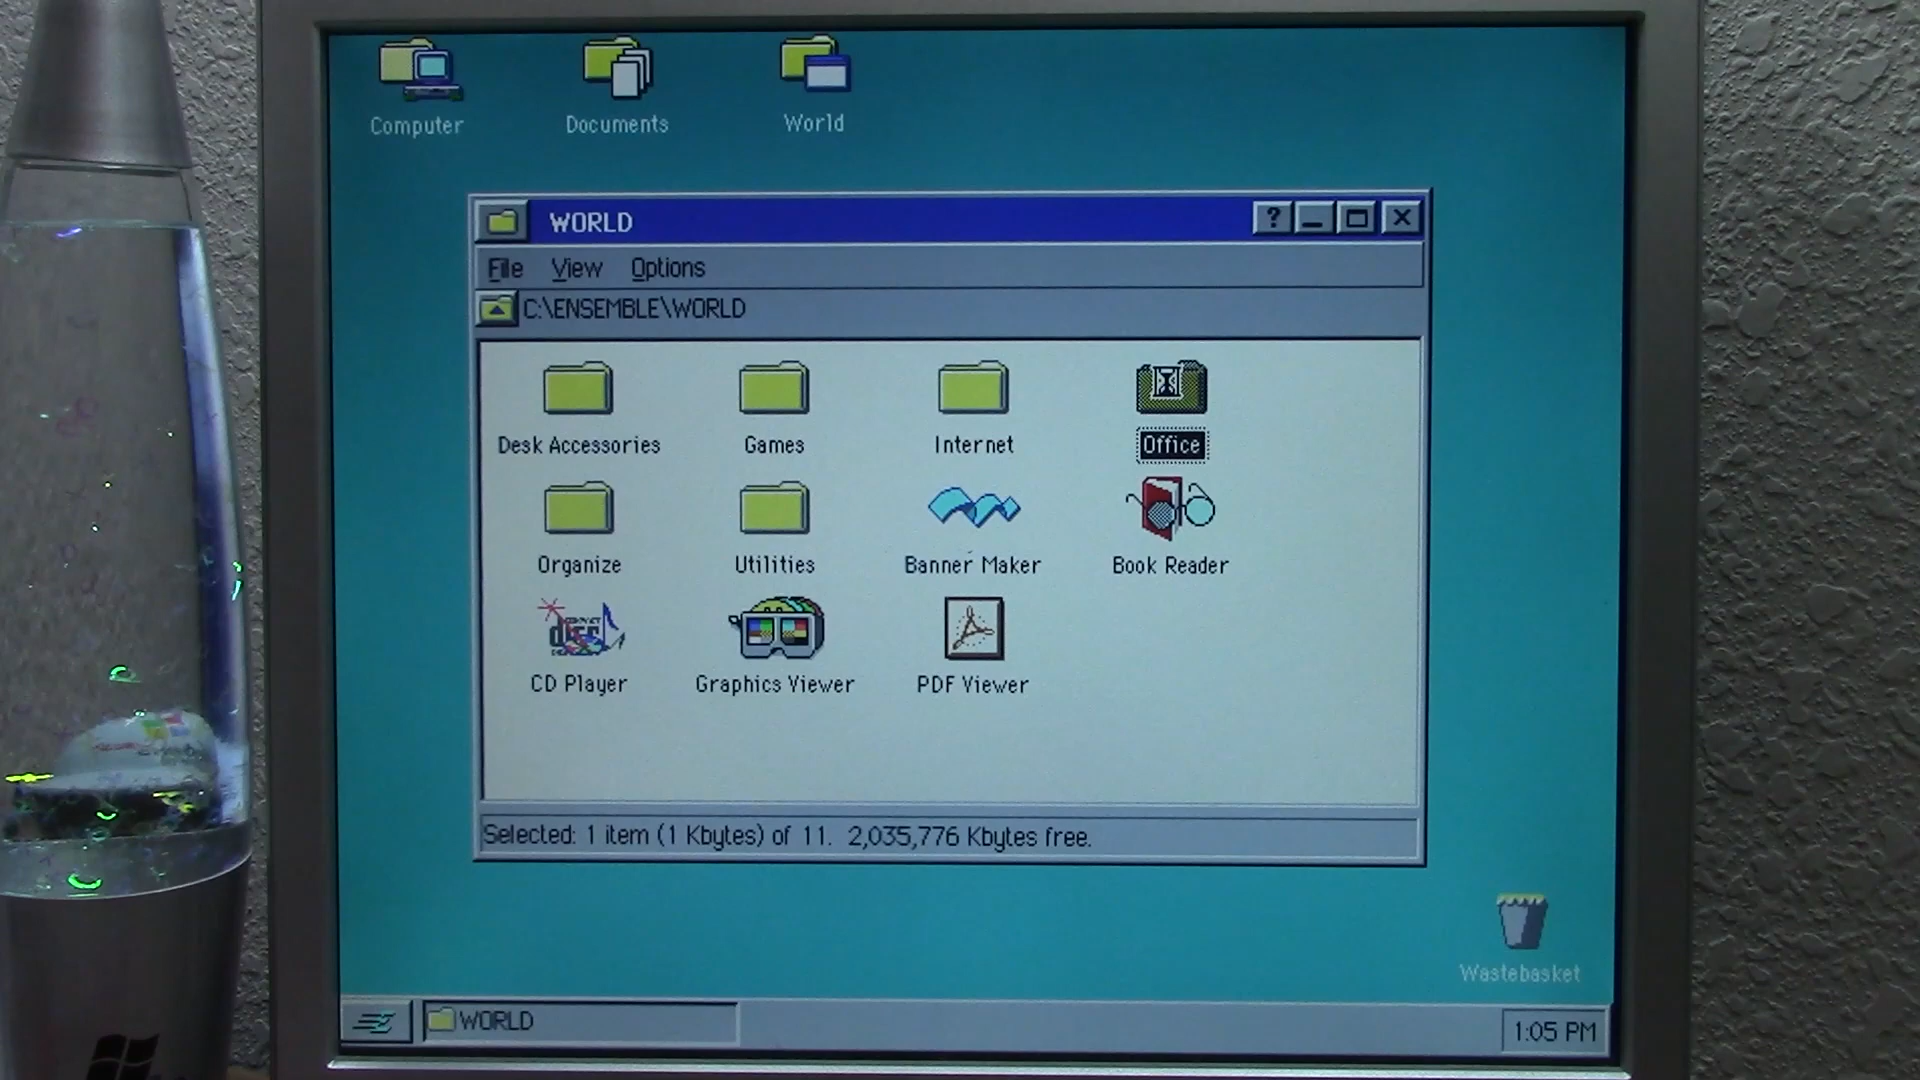 Computer
Documents
World
WORLD
?
File View Options
C:\ENSEMBLE\WORLD
Desk Accessories
Games
Internet
Office
Organize
Utilities
Banner Maker
Book Reader
disc
CD Player
Graphics Viewer
PDF Viewer
Selected: 1 item (1 Kbytes) of 11. 2,035,776 Kbytes free.
Wastebasket
WORLD
1:05 PM